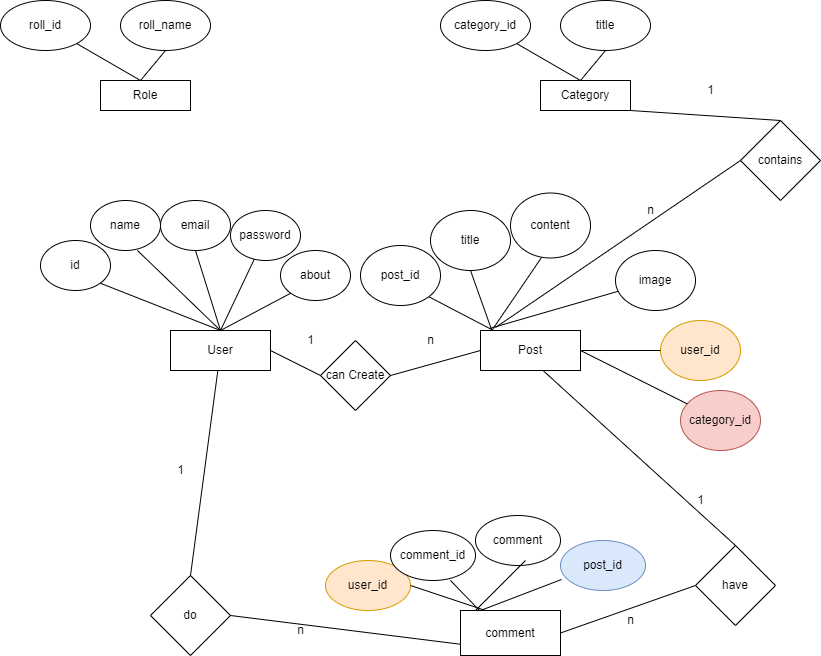 roll_id
roll_name
category_id
title
Role
Category
1
contains
n
name
email
password
id
about
title
content
post_id
image
User
1
can Create
n
Post
user_id
category_id
1
1
comment_id
comment
post_id
user_id
have
do
n
comment
n